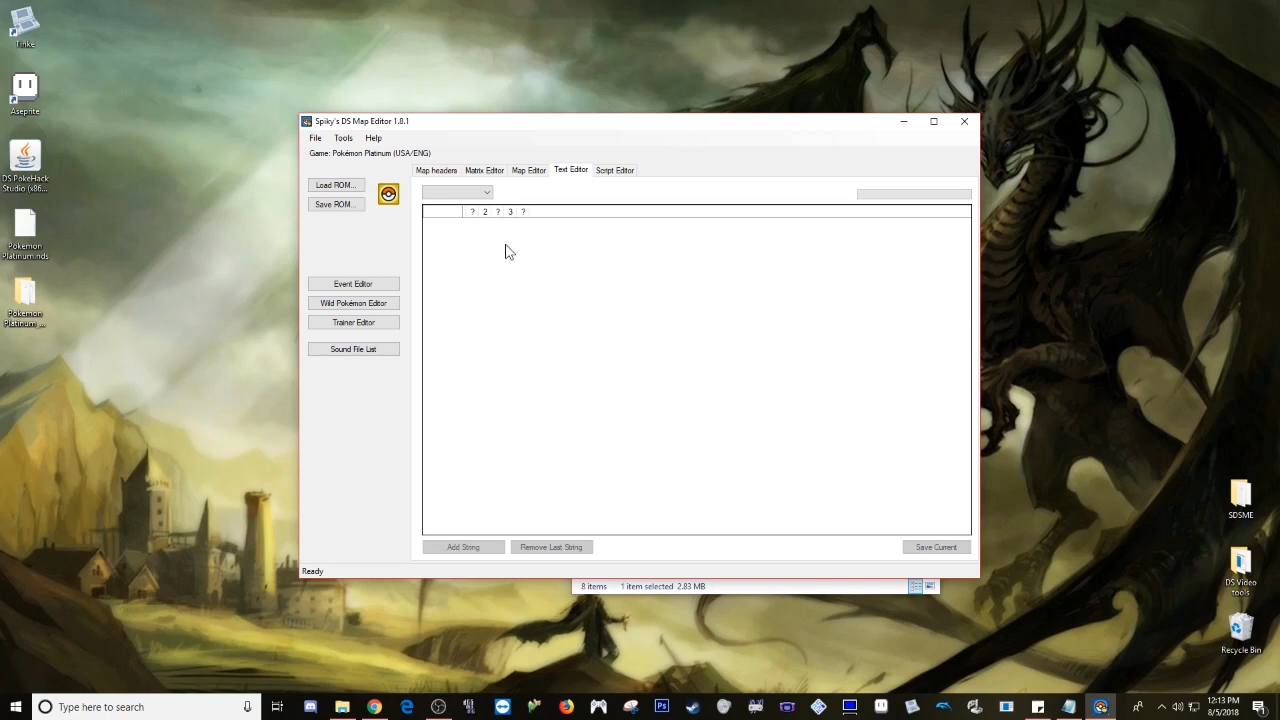 Tinke
Aseprite
DS PokeHack
Studio (x86...
Pokemon
Platinum.nds
Pokemon
Platinum_...
Spiky's DS Map Editor 1.8.1
File Tools Help
Game: Pokémon Platinum (USA/ENG)
Map headers Matrix Editor Map Editor Text Editor Script Editor
Load ROM...
Save ROM...
? 2 ? 3 ?
Event Editor
Wild Pokémon Editor
Trainer Editor
Sound File List
Add String Remove Last String Save Current
Ready
8 items 1 item selected 2.83 MB
SDSME
DS Video
tools
Recycle Bin
Type here to search
12:13 PM
8/5/2018